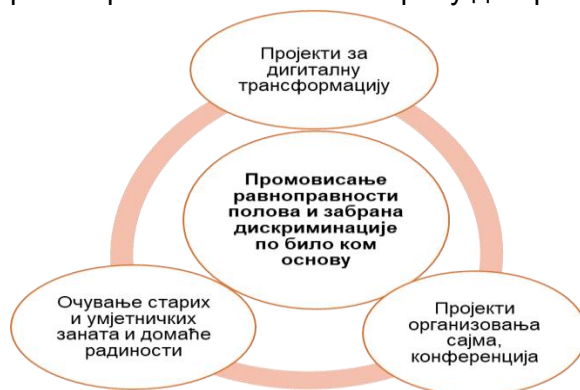 Пројекти за
дигиталну
трансформацију
Промовисање
равноправности
полова и забрана
дискриминације
по било ком
основу
Очување старих
и умјетничких
заната и домаће
радиности
Пројекти
организовања
сајма,
конференција